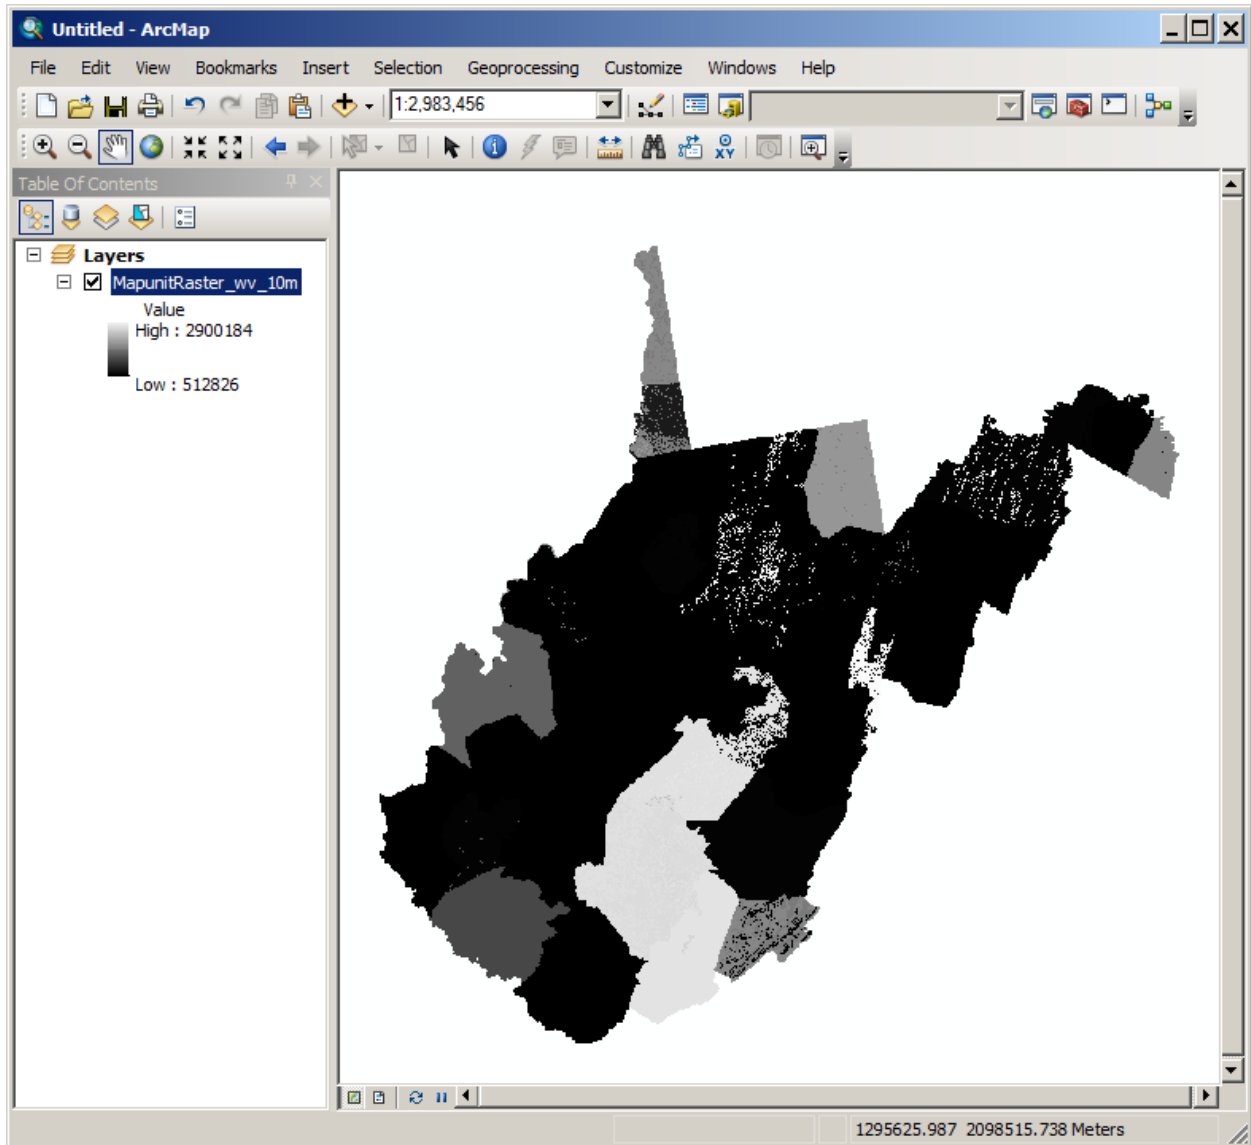 Untitled - ArcMap
File Edit View Bookmarks Insert Selection Geoprocessing Customize Windows Help
1:2,983,456
XY
Table Of Contents
Layers
MapunitRaster_wv_10m
Value
High : 2900184
Low : 512826
1295625.987 2098515.738 Meters